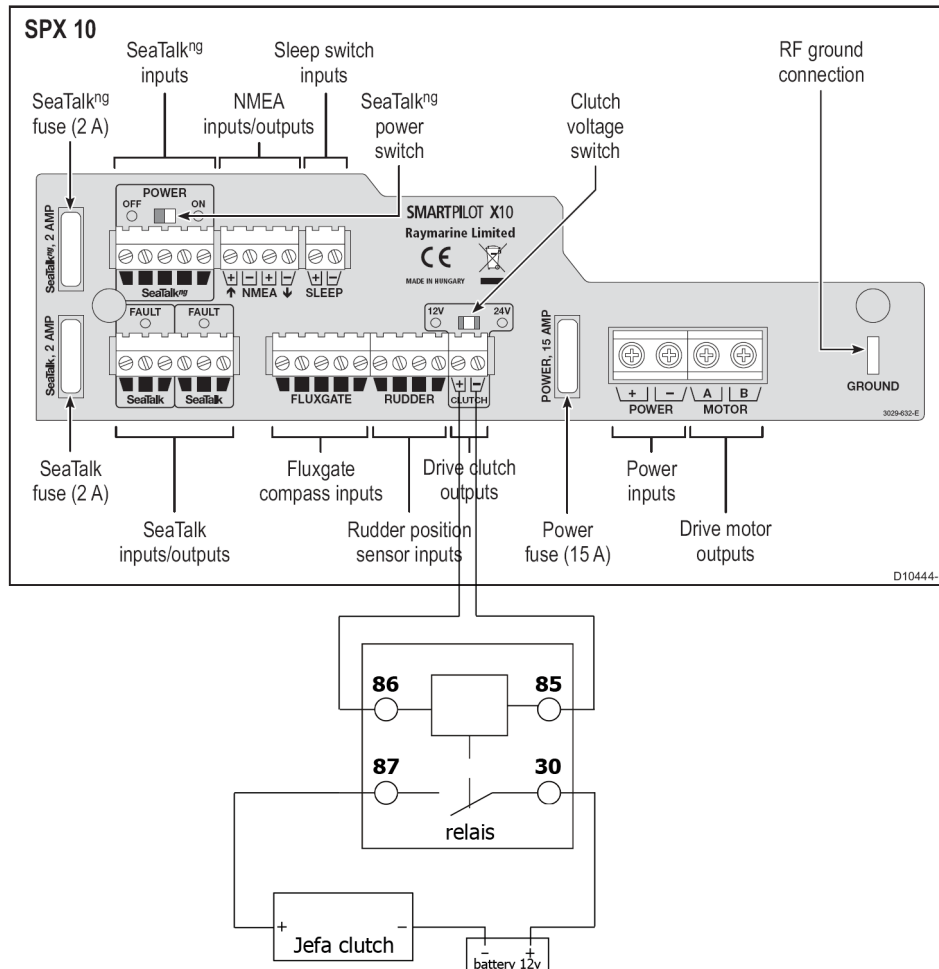 SPX 10
SeaTalkng
inputs
Sleep switch
inputs
RF ground
connection
SeaTalkng
fuse (2 A)
NMEA
inputs/outputs
SeaTalkng
power
switch
Clutch
voltage
switch
POWER
OFF
ON
SMARTPILOT X10
Raymarine Limited
CE
MADE IN HUNGARY
SeaTalkng, 2 AMP
SeaTalkng
+ − + −
↑ NMEA ↓
+ −
SLEEP
FAULT
FAULT
12V
24V
SeaTalk, 2 AMP
SeaTalk
SeaTalk
FLUXGATE
RUDDER
+ −
CLUTCH
POWER, 15 AMP
+ −
POWER
A B
MOTOR
GROUND
3029-632-E
SeaTalk
fuse (2 A)
Fluxgate
compass inputs
Drive clutch
outputs
Power
inputs
SeaTalk
inputs/outputs
Rudder position
sensor inputs
Power
fuse (15 A)
Drive motor
outputs
D10444-
86
85
87
30
relais
+ −
Jefa clutch
− +
battery 12v